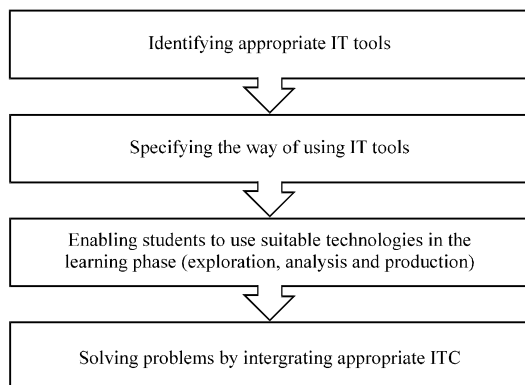 Identifying appropriate IT tools
Specifying the way of using IT tools
Enabling students to use suitable technologies in the
learning phase (exploration, analysis and production)
Solving problems by intergrating appropriate ITC